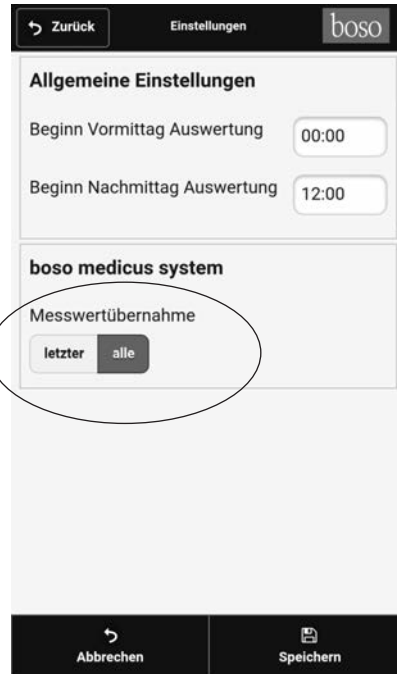 Zurück
Einstellungen
boso
Allgemeine Einstellungen
Beginn Vormittag Auswertung
00:00
Beginn Nachmittag Auswertung
12:00
boso medicus system
Messwertübernahme
letzter alle
Abbrechen
Speichern